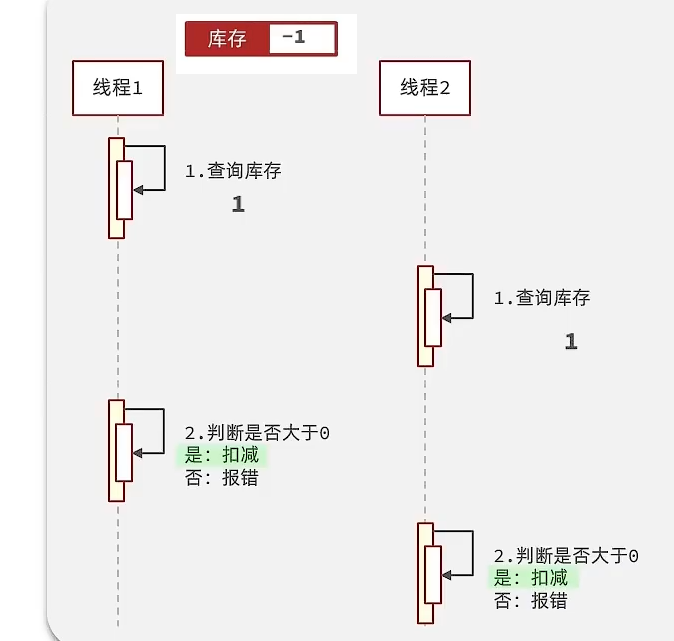 库存 -1
线程1
线程2
1.查询库存
1
1.查询库存
1
2.判断是否大于0
是：扣减
否：报错
2.判断是否大于0
是：扣减
否：报错